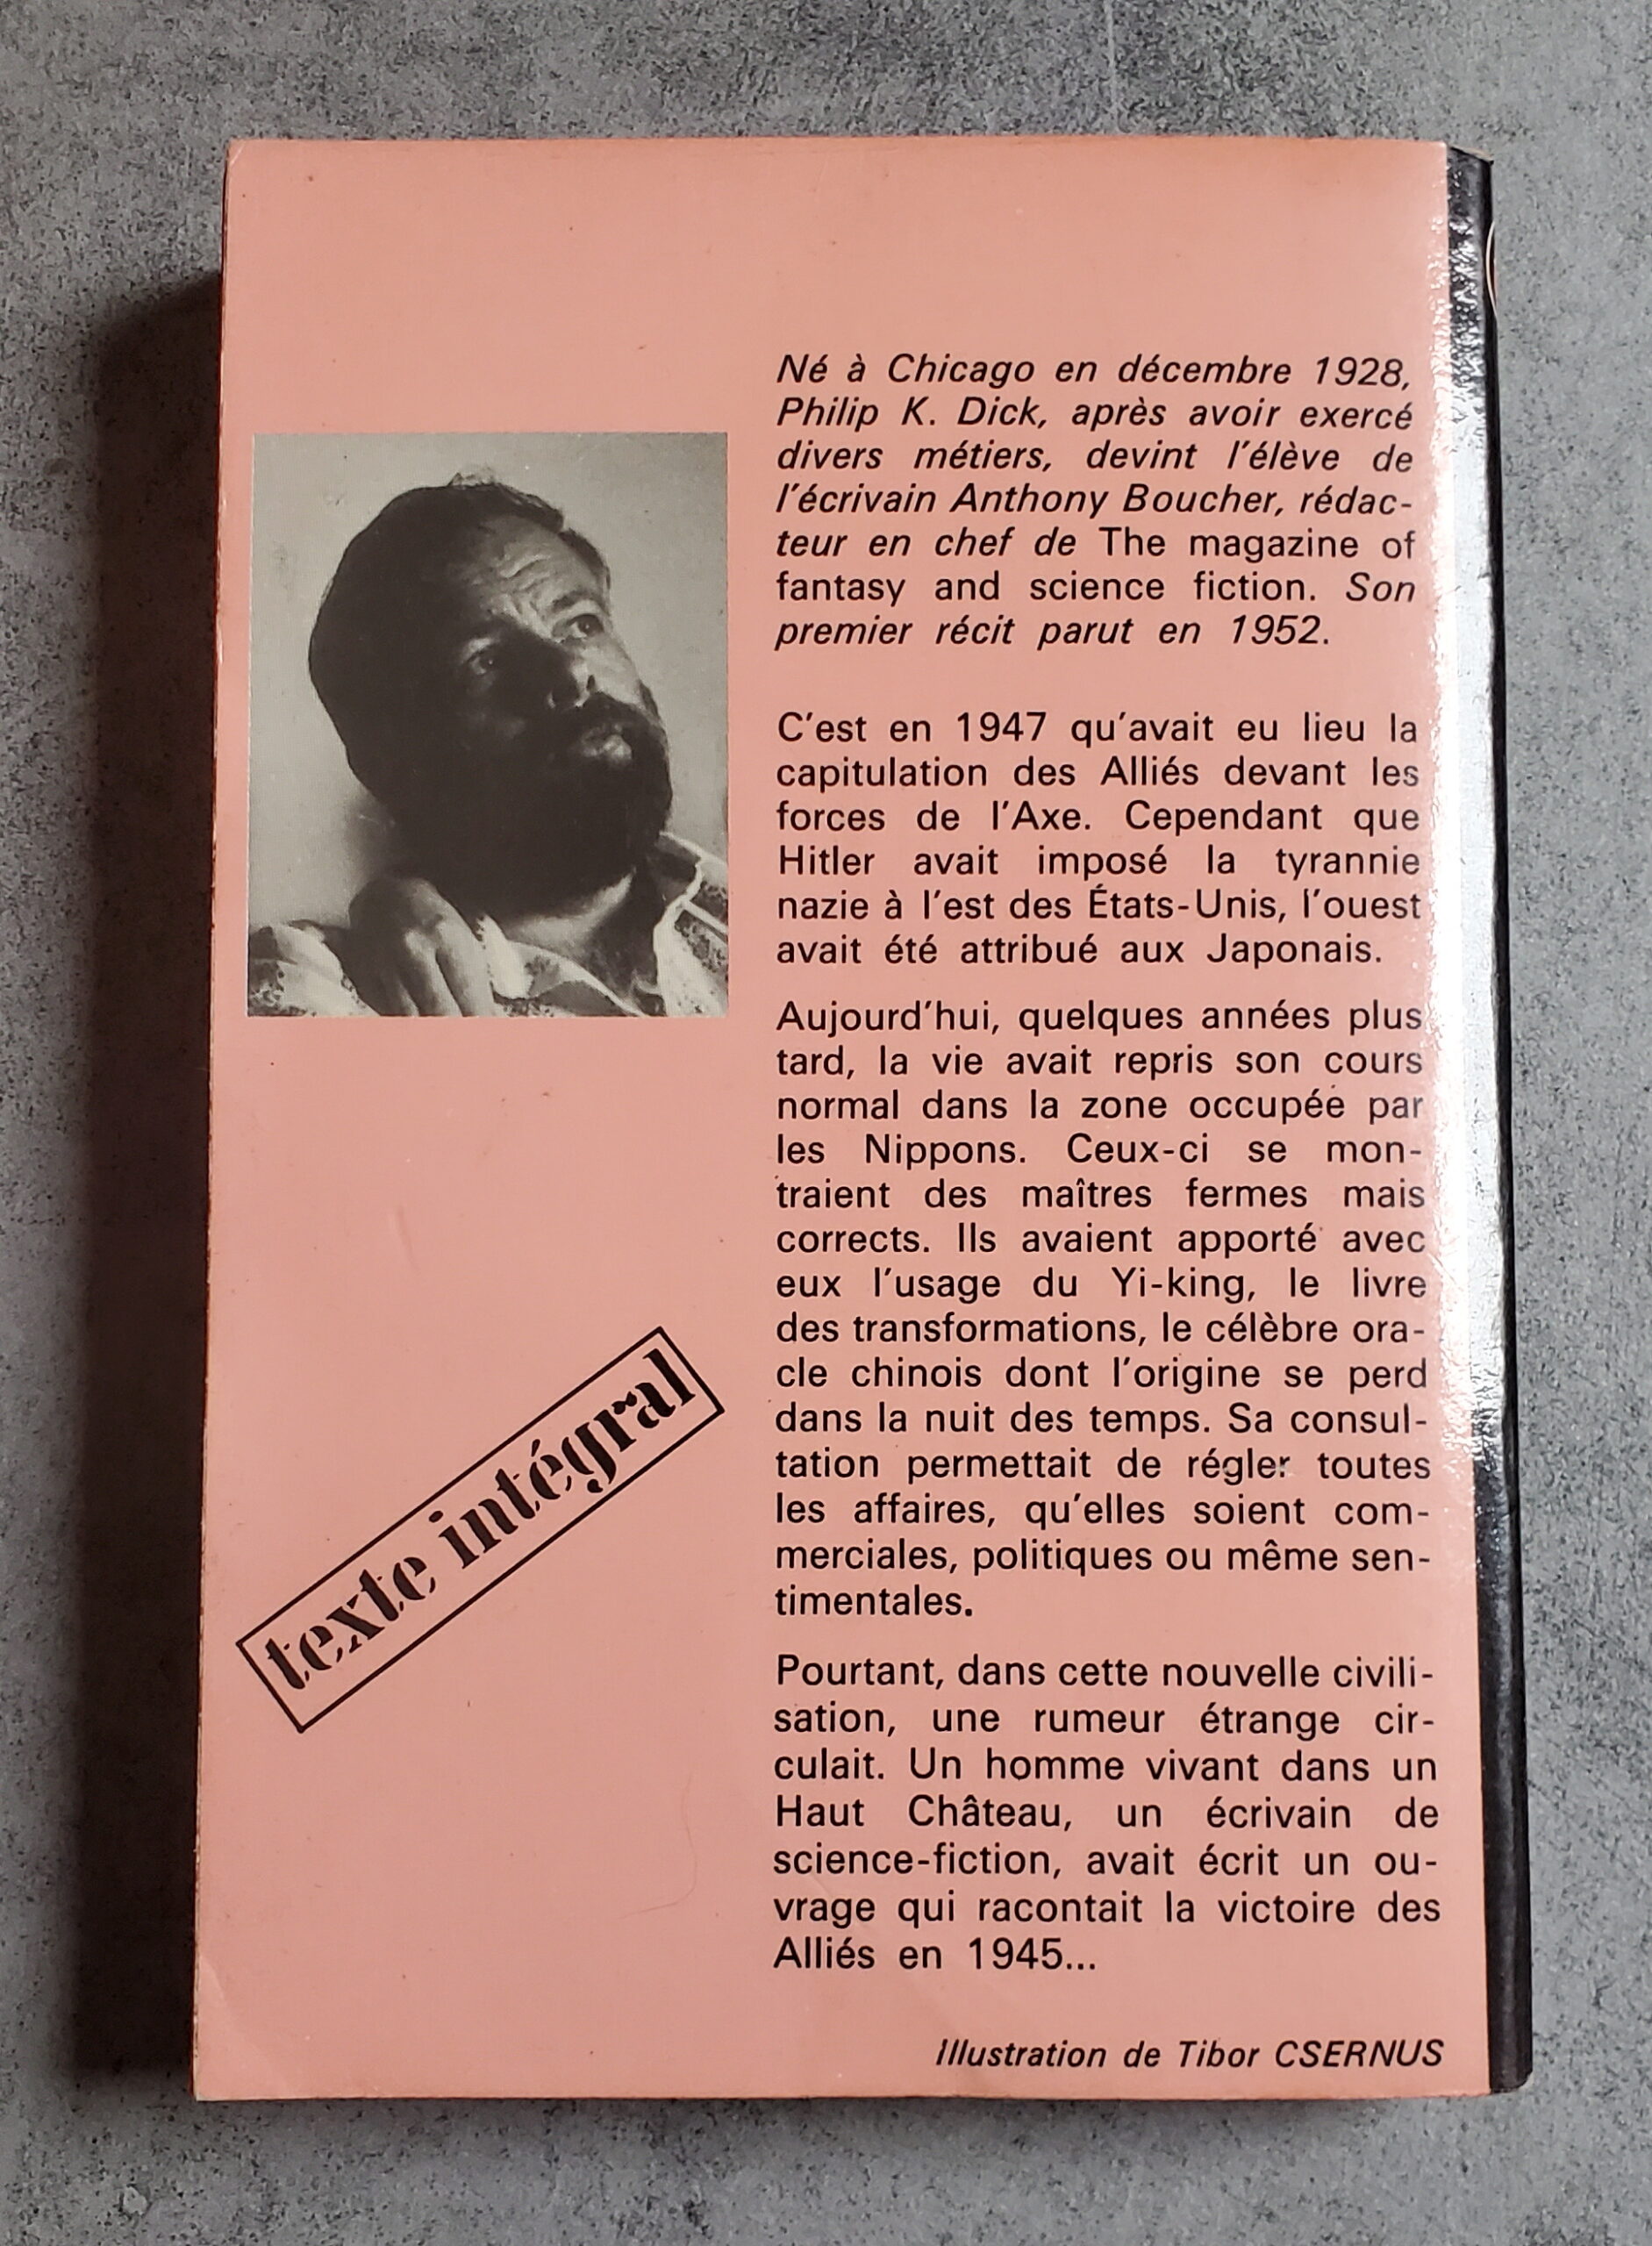 Né à Chicago en décembre 1928,
Philip K. Dick, après avoir exercé
divers métiers, devint l'élève de
l'écrivain Anthony Boucher, rédac-
teur en chef de The magazine of
fantasy and science fiction. Son
premier récit parut en 1952.
C'est en 1947 qu'avait eu lieu la
capitulation des Alliés devant les
forces de l'Axe. Cependant que
Hitler avait imposé la tyrannie
nazie à l'est des États-Unis, l'ouest
avait été attribué aux Japonais.
Aujourd'hui, quelques années plus
tard, la vie avait repris son cours
normal dans la zone occupée par
les Nippons. Ceux-ci se mon-
traient des maîtres fermes mais
corrects. Ils avaient apporté avec
eux l'usage du Yi-king, le livre
des transformations, le célèbre ora-
cle chinois dont l'origine se perd
dans la nuit des temps. Sa consul-
tation permettait de régler toutes
les affaires, qu'elles soient com-
merciales, politiques ou même sen-
timentales.
Pourtant, dans cette nouvelle civili-
sation, une rumeur étrange cir-
culait. Un homme vivant dans un
Haut Château, un écrivain de
science-fiction, avait écrit un ou-
vrage qui racontait la victoire des
Alliés en 1945...
texte intégral
Illustration de Tibor CSERNUS